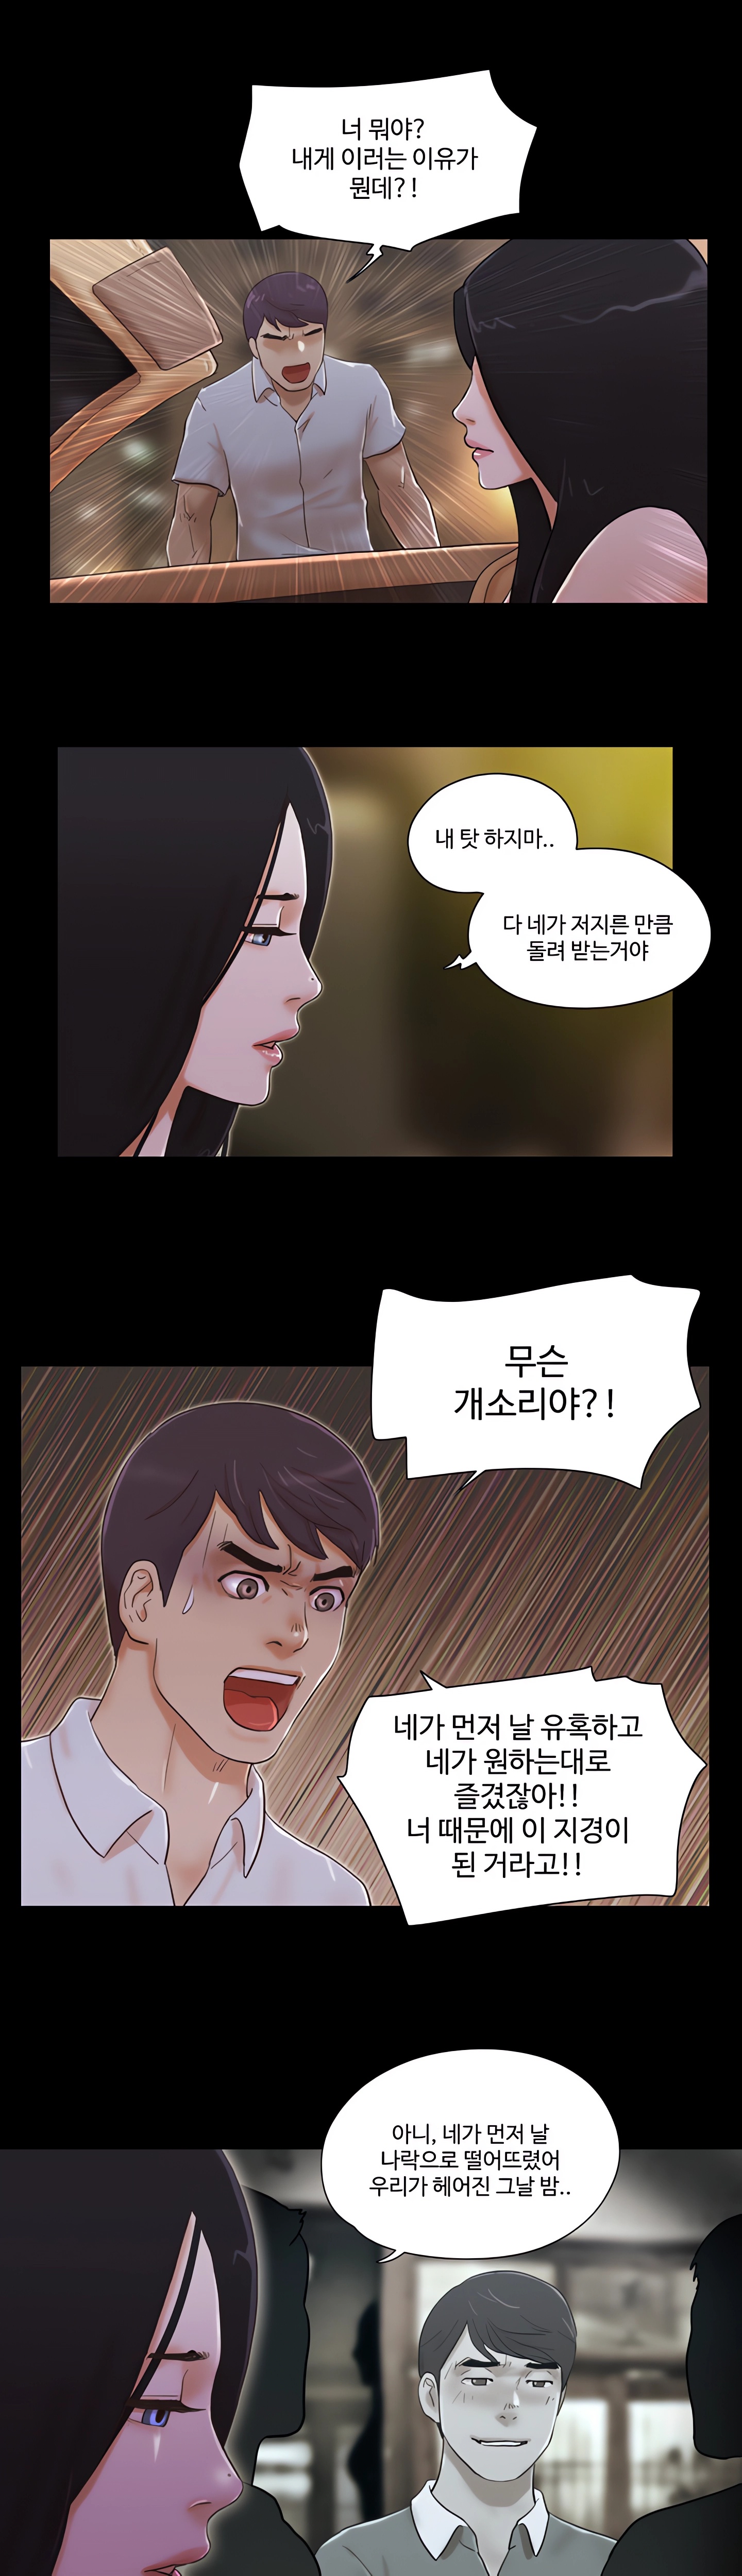 너 뭐야?
내게 이러는 이유가
뭔데?!
내 탓 하지마..
다 네가 저지른 만큼
돌려 받는거야
무슨
개소리야?!
네가 먼저 날 유혹하고
네가 원하는대로
즐겼잖아!!
너 때문에 이 지경이
된 거라고!!
아니, 네가 먼저 날
나락으로 떨어뜨렸어
우리가 헤어진 그날 밤..